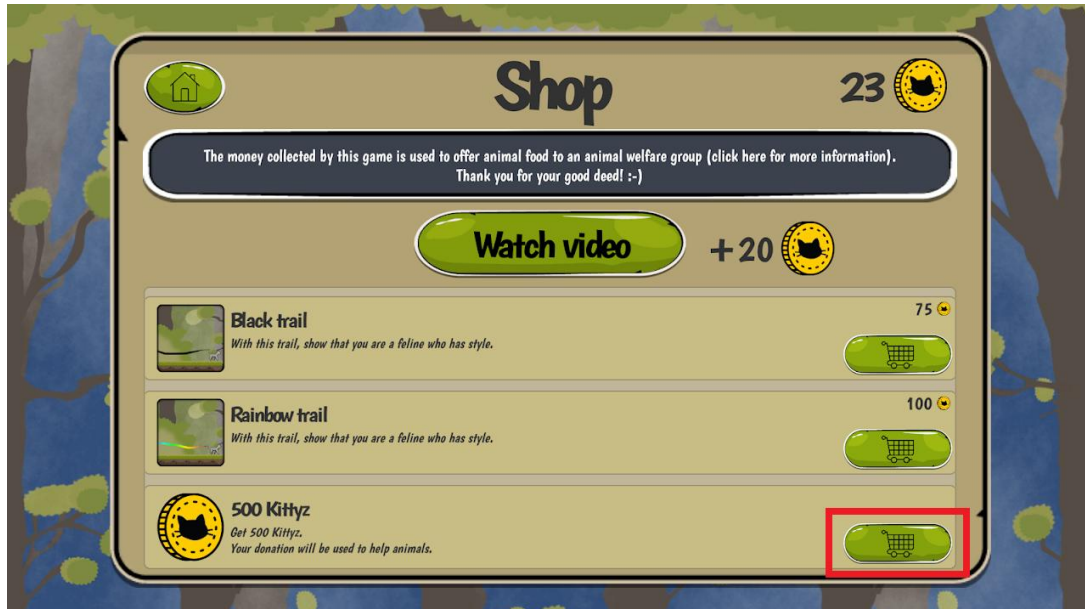 Shop
23
The money collected by this game is used to offer animal food to an animal welfare group (click here for more information).
Thank you for your good deed! :-)
Watch video
+20
Black trail
75
With this trail, show that you are a feline who has style.
Rainbow trail
100
With this trail, show that you are a feline who has style.
500 Kittyz
Get 500 Kittyz.
Your donation will be used to help animals.